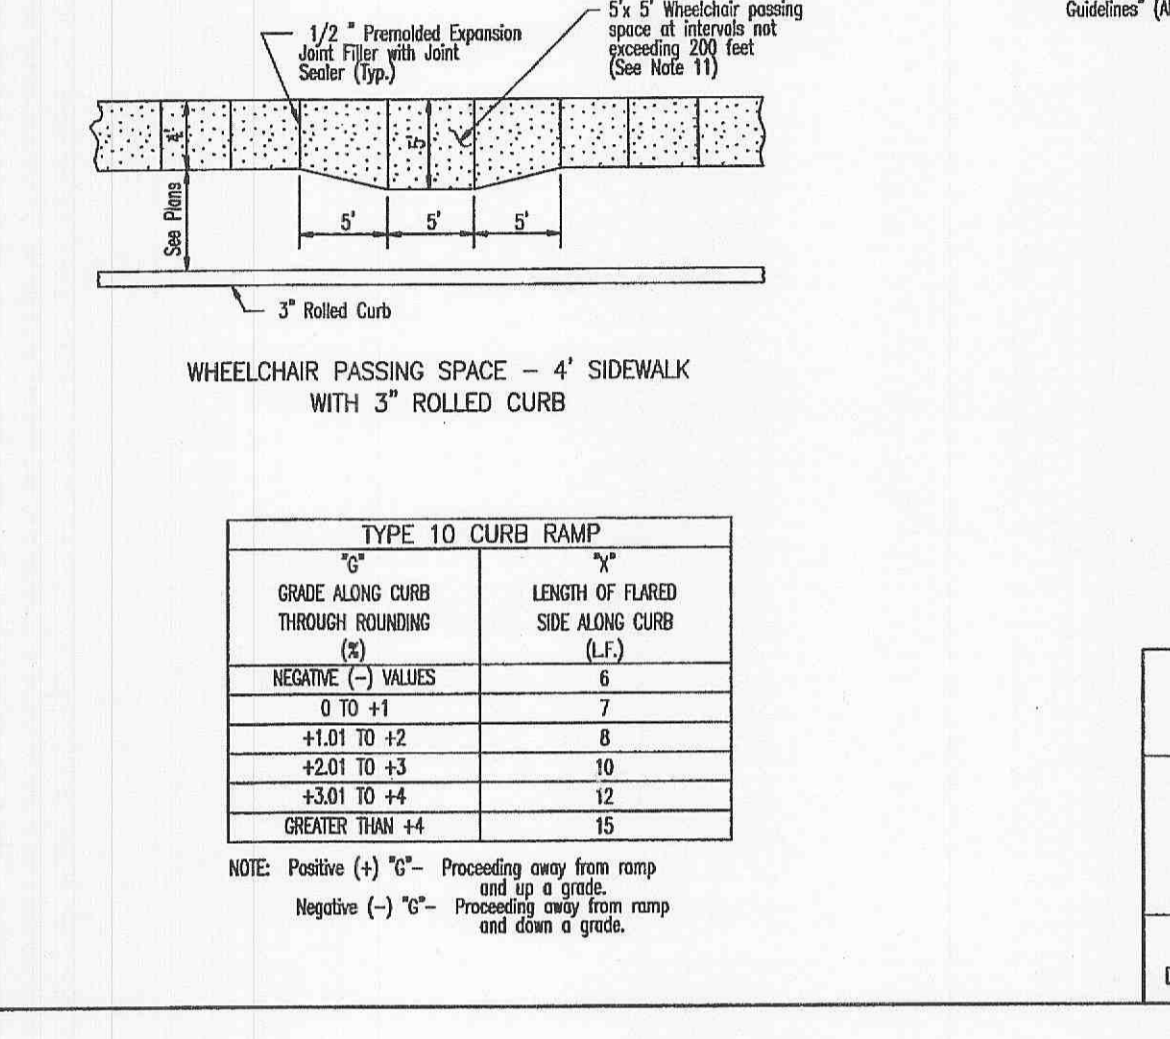 1/2 " Premolded Expansion
Joint Filler with Joint
Sealer (Typ.)
5'x 5' Wheelchair passing
space at intervals not
exceeding 200 feet
(See Note 11)
Guidelines"
4'
5'
See Plans
5'
5'
5'
3" Rolled Curb
WHEELCHAIR PASSING SPACE – 4' SIDEWALK
WITH 3" ROLLED CURB
TYPE 10 CURB RAMP
"G"
GRADE ALONG CURB
THROUGH ROUNDING
(%)
"X"
LENGTH OF FLARED
SIDE ALONG CURB
(L.F.)
NEGATIVE (–) VALUES 6
0 TO +1 7
+1.01 TO +2 8
+2.01 TO +3 10
+3.01 TO +4 12
GREATER THAN +4 15
NOTE: Positive (+) "G"– Proceeding away from ramp
and up a grade.
Negative (–) "G"– Proceeding away from ramp
and down a grade.